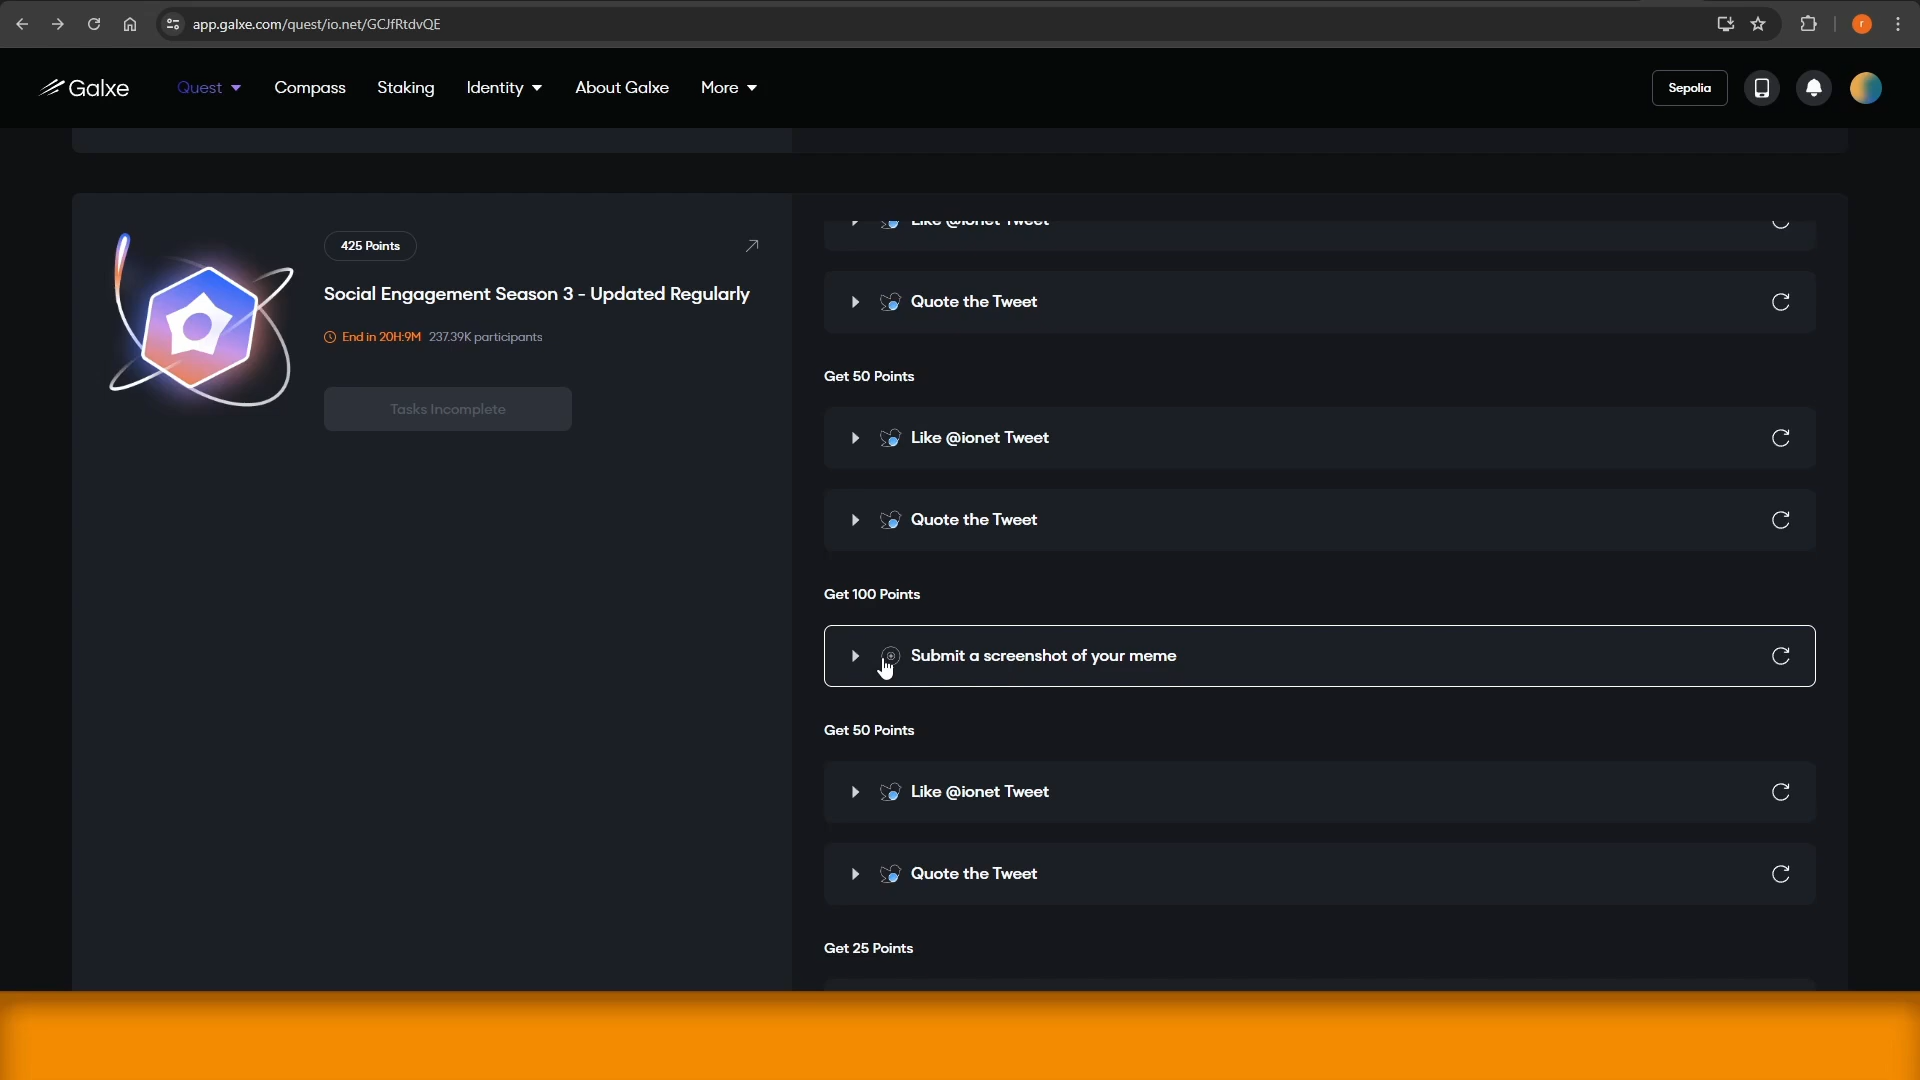 app.galxe.com/quest/io.net/GCJfRtdvQE
r
Galxe
Quest
Compass
Staking
Identity
About Galxe
More
Sepolia
425 Points
Social Engagement Season 3 - Updated Regularly
End in 20H:9M 237.39K participants
Tasks Incomplete
Like @ionet Tweet
Quote the Tweet
Get 50 Points
Like @ionet Tweet
Quote the Tweet
Get 100 Points
Submit a screenshot of your meme
Get 50 Points
Like @ionet Tweet
Quote the Tweet
Get 25 Points